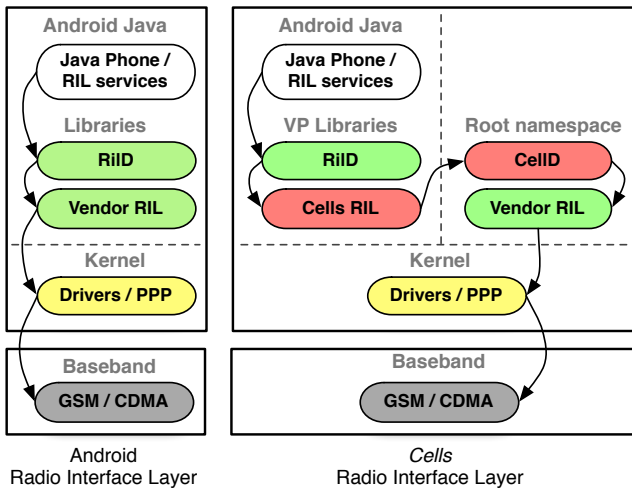 Android Java
Java Phone /
RIL services
Libraries
RilD
Vendor RIL
Kernel
Drivers / PPP
Baseband
GSM / CDMA
Android
Radio Interface Layer
Android Java
Java Phone /
RIL services
VP Libraries
RilD
Cells RIL
Root namespace
CellD
Vendor RIL
Kernel
Drivers / PPP
Baseband
GSM / CDMA
Cells
Radio Interface Layer